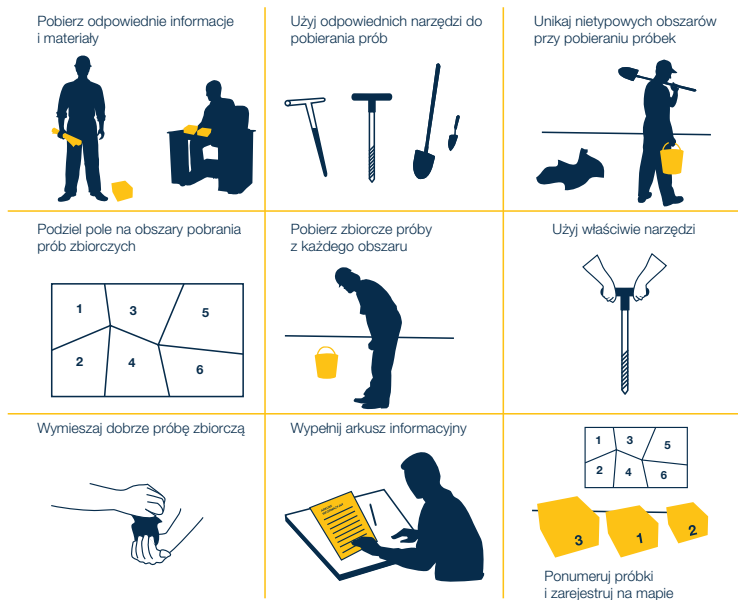 Pobierz odpowiednie informacje
i materiały
Użyj odpowiednich narzędzi do
pobierania prób
Unikaj nietypowych obszarów
przy pobieraniu próbek
Podziel pole na obszary pobrania
prób zbiorczych
1
3
5
2
4
6
Pobierz zbiorcze próby
z każdego obszaru
Użyj właściwie narzędzi
Wymieszaj dobrze próbę zbiorczą
Wypełnij arkusz informacyjny
1
3
5
2
4
6
3
1
2
Ponumeruj próbki
i zarejestruj na mapie